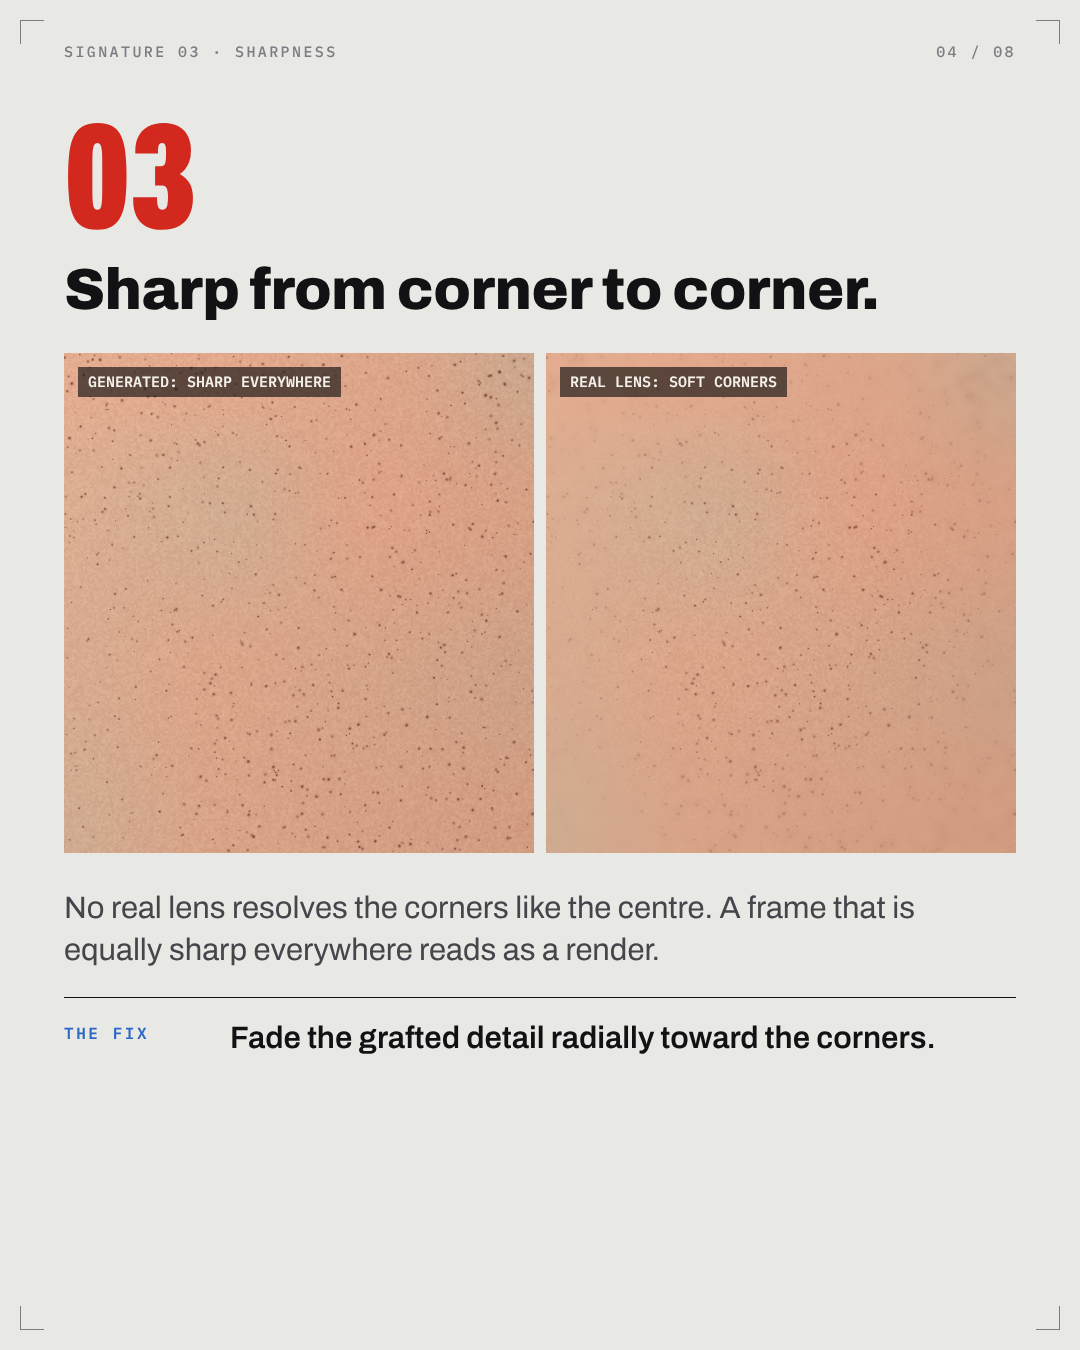 SIGNATURE 03 · SHARPNESS
04 / 08
03
Sharp from corner to corner.
GENERATED: SHARP EVERYWHERE
REAL LENS: SOFT CORNERS
No real lens resolves the corners like the centre. A frame that is
equally sharp everywhere reads as a render.
THE FIX
Fade the grafted detail radially toward the corners.